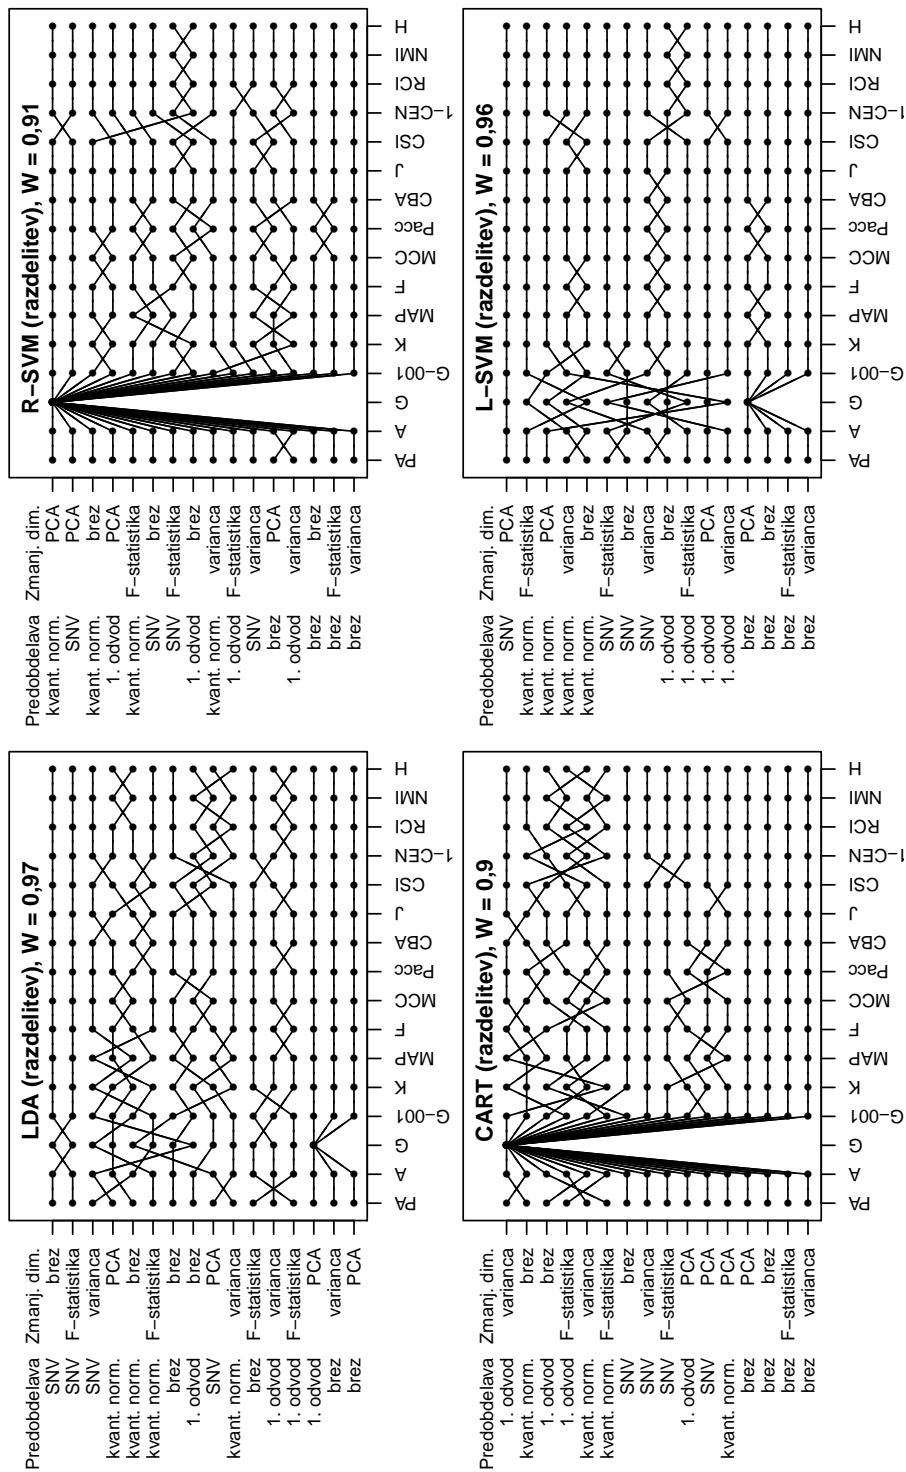 LDA (razdelitev), W = 0,97
Predobdelava Zmanj. dim.
SNV brez
SNV F−statistika
SNV varianca
kvant. norm. PCA
kvant. norm. brez
kvant. norm. F−statistika
brez brez
1. odvod brez
SNV PCA
kvant. norm. varianca
brez F−statistika
1. odvod varianca
1. odvod F−statistika
1. odvod PCA
brez varianca
brez PCA
PA A G G−001 K MAP F MCC Pacc CBA J CSI 1−CEN RCI NMI H
R−SVM (razdelitev), W = 0,91
Predobdelava Zmanj. dim.
kvant. norm. PCA
SNV PCA
kvant. norm. brez
1. odvod PCA
kvant. norm. F−statistika
SNV brez
SNV F−statistika
1. odvod brez
kvant. norm. varianca
1. odvod F−statistika
SNV varianca
brez PCA
1. odvod varianca
brez brez
brez F−statistika
brez varianca
PA A G G−001 K MAP F MCC Pacc CBA J CSI 1−CEN RCI NMI H
CART (razdelitev), W = 0,9
Predobdelava Zmanj. dim.
1. odvod varianca
kvant. norm. brez
1. odvod brez
1. odvod F−statistika
kvant. norm. varianca
kvant. norm. F−statistika
SNV brez
SNV varianca
SNV F−statistika
1. odvod PCA
SNV PCA
kvant. norm. PCA
brez PCA
brez brez
brez F−statistika
brez varianca
PA A G G−001 K MAP F MCC Pacc CBA J CSI 1−CEN RCI NMI H
L−SVM (razdelitev), W = 0,96
Predobdelava Zmanj. dim.
SNV PCA
kvant. norm. F−statistika
kvant. norm. PCA
kvant. norm. varianca
kvant. norm. brez
SNV F−statistika
SNV brez
SNV varianca
1. odvod brez
1. odvod F−statistika
1. odvod PCA
1. odvod varianca
brez PCA
brez brez
brez F−statistika
brez varianca
PA A G G−001 K MAP F MCC Pacc CBA J CSI 1−CEN RCI NMI H